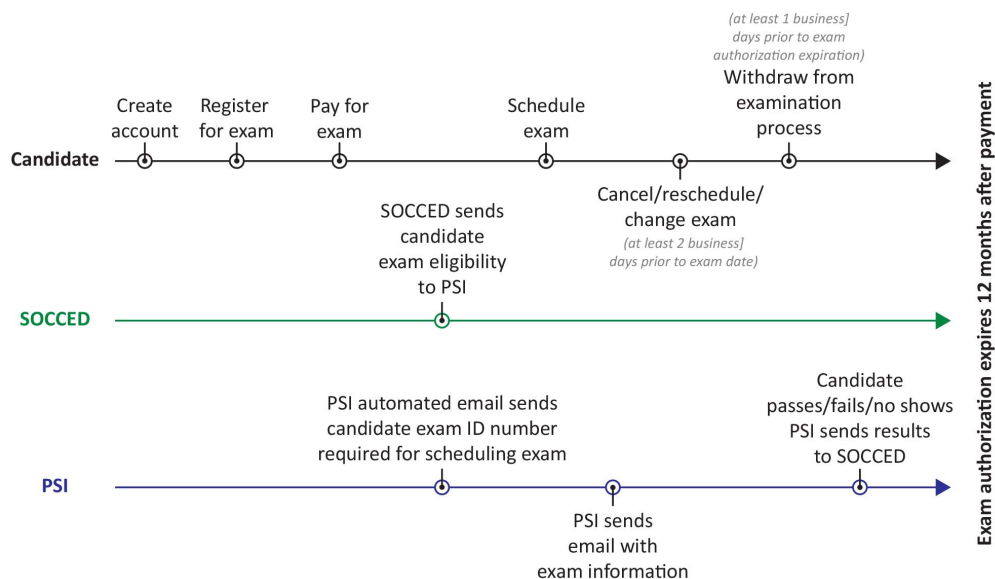 (at least 1 business]
days prior to exam
authorization expiration)
Withdraw from
examination
process
Create
account
Register
for exam
Pay for
exam
Schedule
exam
Candidate
Cancel/reschedule/
change exam
(at least 2 business]
days prior to exam date)
SOCCED sends
candidate
exam eligibility
to PSI
SOCCED
PSI automated email sends
candidate exam ID number
required for scheduling exam
Candidate
passes/fails/no shows
PSI sends results
to SOCCED
PSI
PSI sends
email with
exam information
Exam authorization expires 12 months after payment